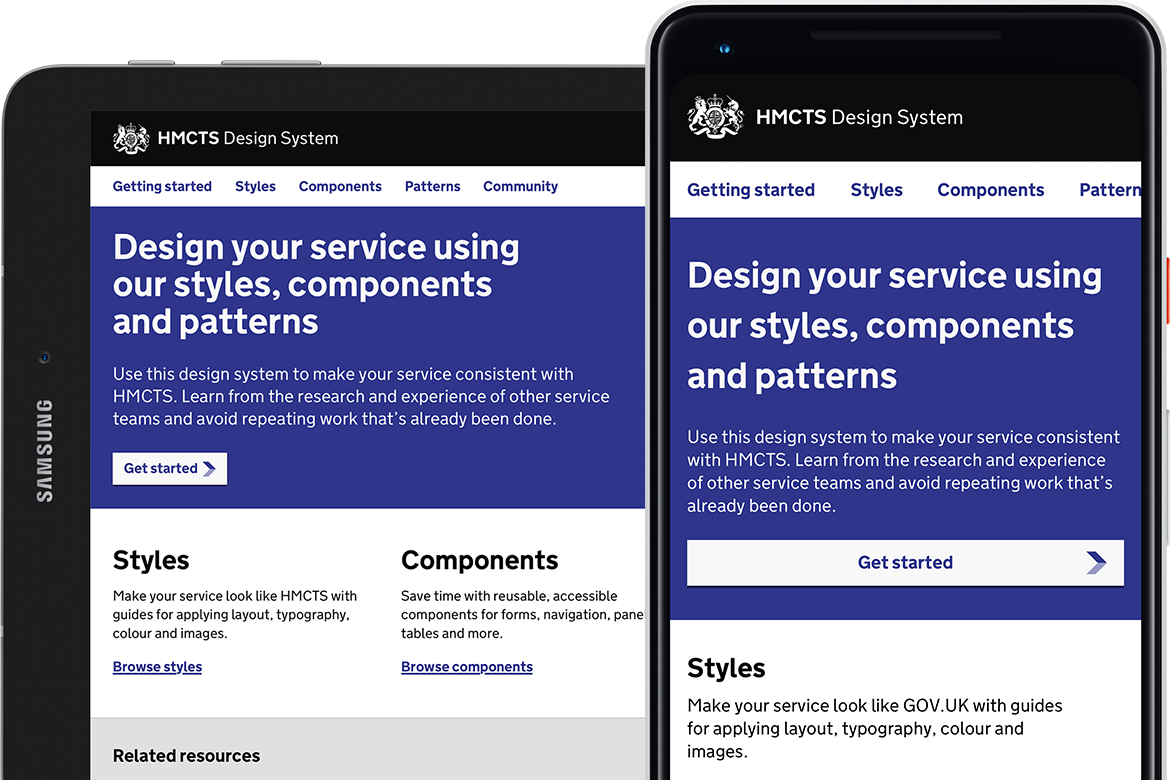 SAMSUNG
HMCTS Design System
Getting started Styles Components Patterns Community
Design your service using
our styles, components
and patterns
Use this design system to make your service consistent with
HMCTS. Learn from the research and experience of other service
teams and avoid repeating work that’s already been done.
Get started
Styles
Make your service look like HMCTS with
guides for applying layout, typography,
colour and images.
Browse styles
Components
Save time with reusable, accessible
components for forms, navigation, pane
tables and more.
Browse components
Related resources
HMCTS Design System
Getting started Styles Components Pattern
Design your service using
our styles, components
and patterns
Use this design system to make your service consistent
with HMCTS. Learn from the research and experience
of other service teams and avoid repeating work that’s
already been done.
Get started
Styles
Make your service look like GOV.UK with guides
for applying layout, typography, colour and
images.